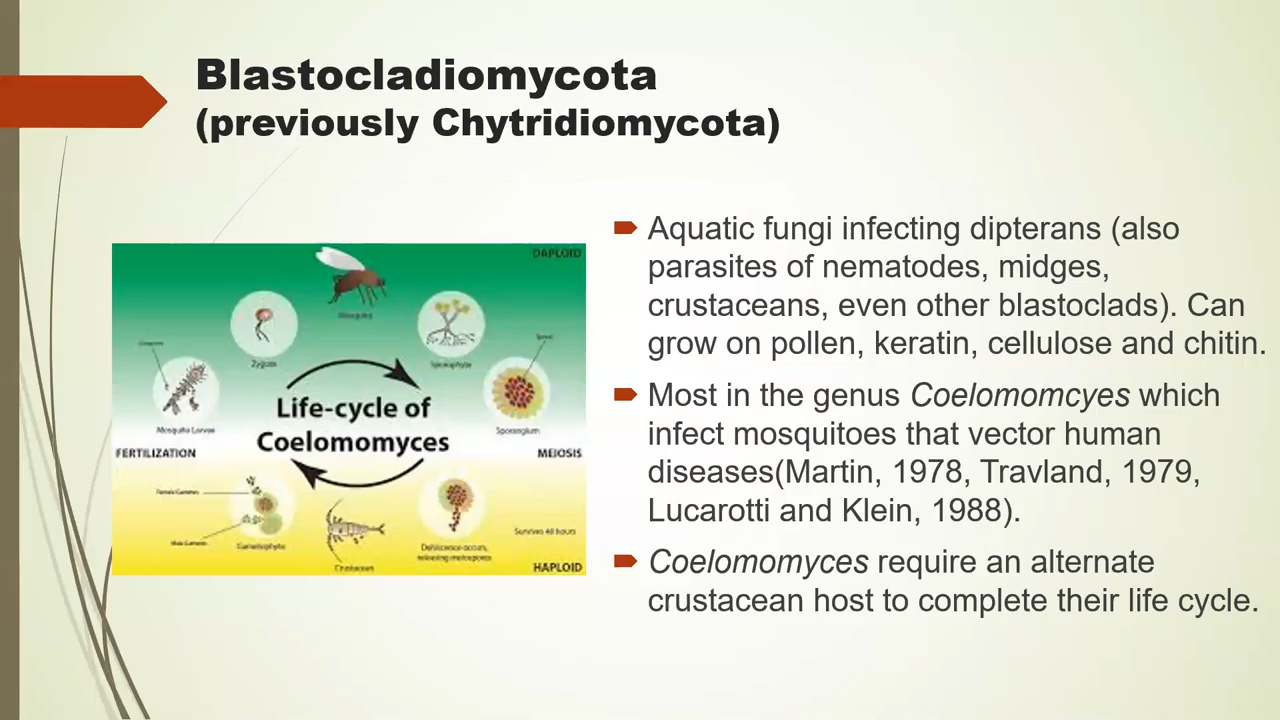 Blastocladiomycota
(previously Chytridiomycota)
Aquatic fungi infecting dipterans (also
parasites of nematodes, midges,
crustaceans, even other blastoclads). Can
grow on pollen, keratin, cellulose and chitin.
Most in the genus Coelomomcyes which
infect mosquitoes that vector human
diseases(Martin, 1978, Travland, 1979,
Lucarotti and Klein, 1988).
Coelomomyces require an alternate
crustacean host to complete their life cycle.
DAPLOID
Mosquito
Zygote
Sporophyte
Mosquito Larvae
Sporangium
Life-cycle of
Coelomomyces
FERTILIZATION
MEIOSIS
Female Gametes
Male Gametes
Gametophyte
Crustacean
Dehiscence occurs,
releasing meiospores
Survives 48 hours
HAPLOID